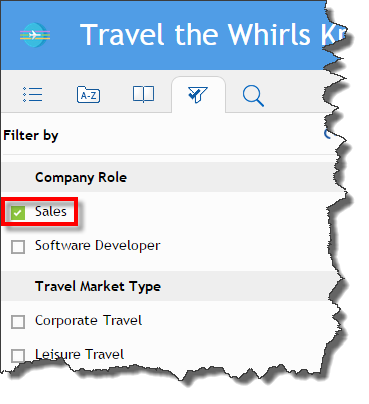 Travel the Whirls
A-Z
Filter by
Company Role
Sales
Software Developer
Travel Market Type
Corporate Travel
Leisure Travel